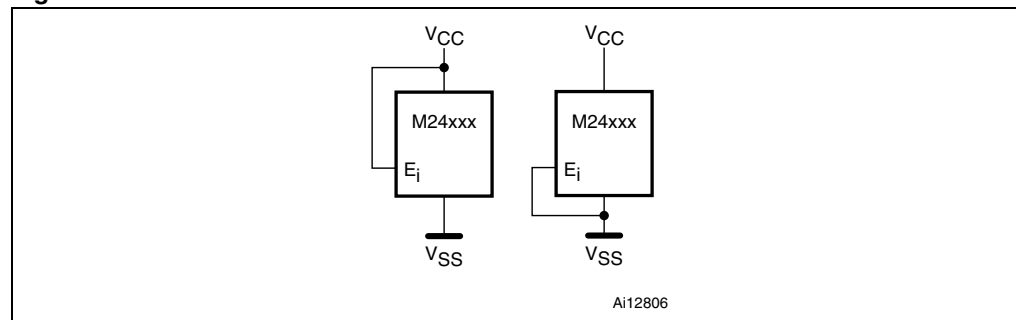 VCC VCC
M24xxx M24xxx
Ei Ei
VSS VSS
Ai12806